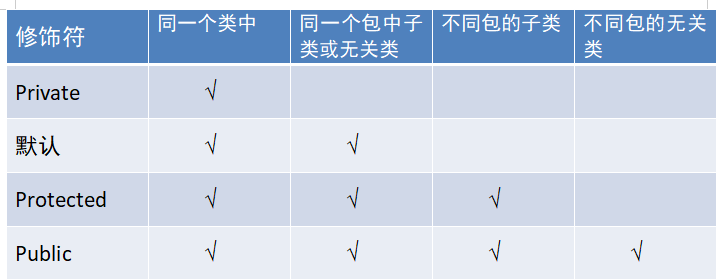 修饰符 同一个类中 同一个包中子类或无关类 不同包的子类 不同包的无关类
Private √
默认 √ √
Protected √ √ √
Public √ √ √ √